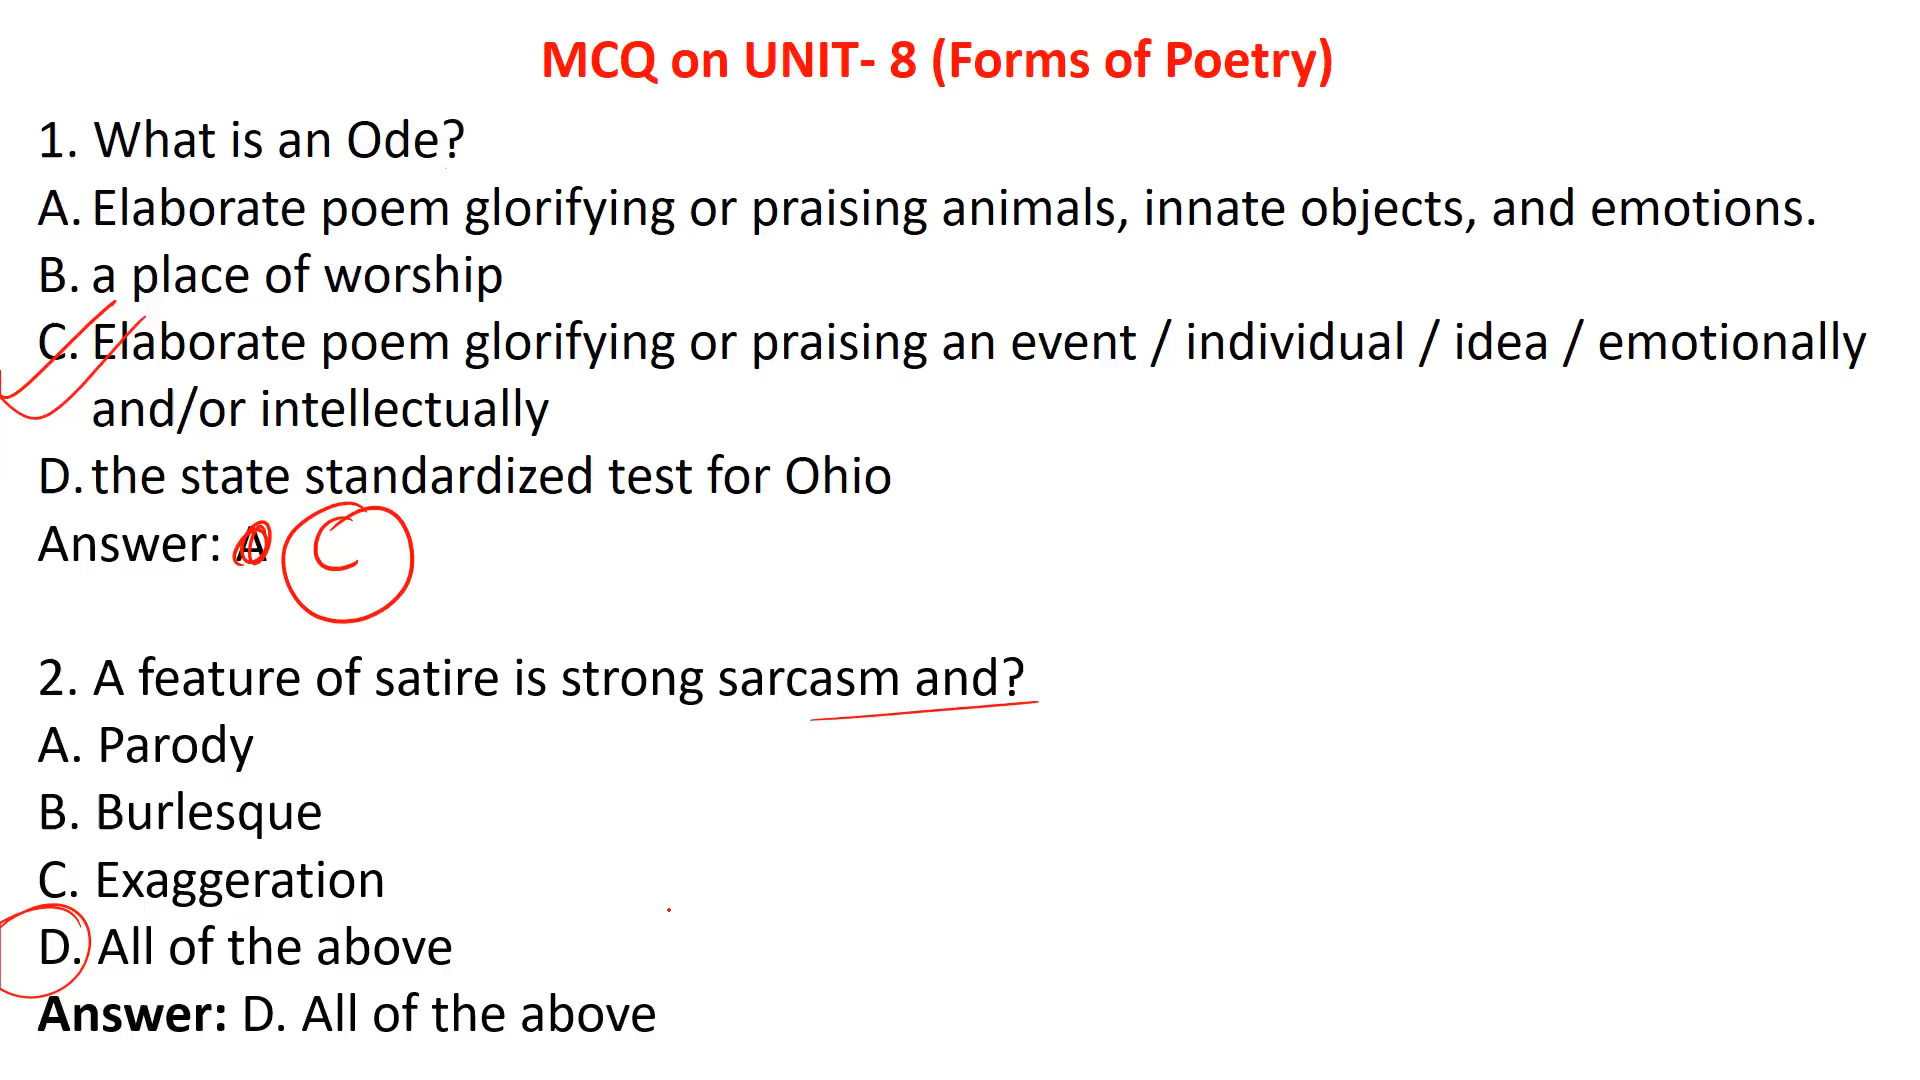 MCQ on UNIT- 8 (Forms of Poetry)
1. What is an Ode?
A. Elaborate poem glorifying or praising animals, innate objects, and emotions.
B. a place of worship
C. Elaborate poem glorifying or praising an event / individual / idea / emotionally
and/or intellectually
D. the state standardized test for Ohio
Answer: A C
2. A feature of satire is strong sarcasm and?
A. Parody
B. Burlesque
C. Exaggeration
D. All of the above
Answer: D. All of the above